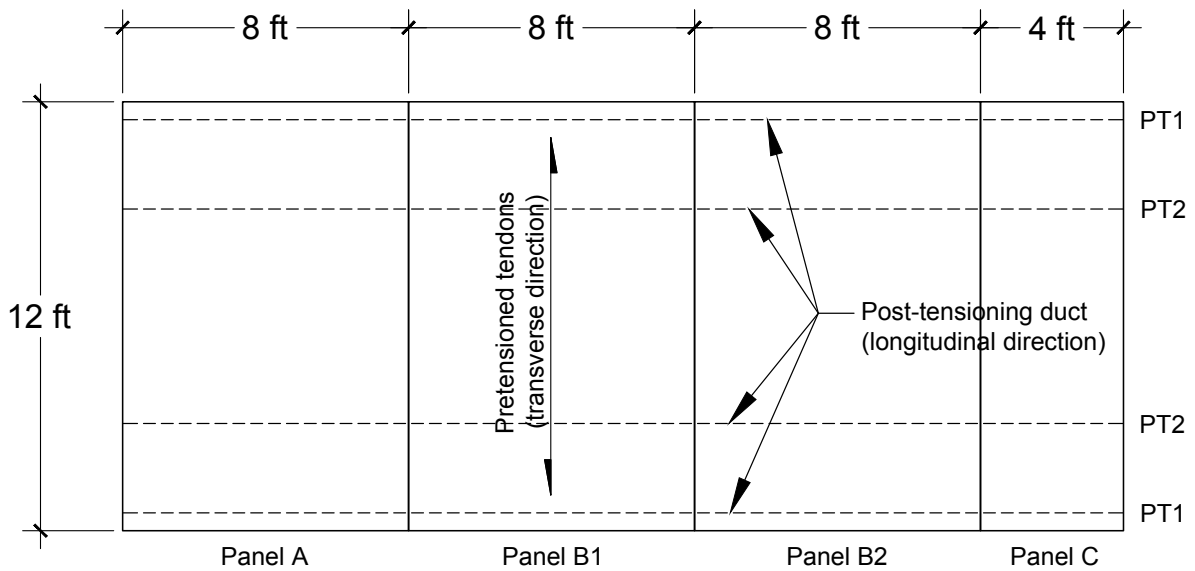 8 ft
8 ft
8 ft
4 ft
PT1
PT2
12 ft
Pretensioned tendons
(transverse direction)
Post-tensioning duct
(longitudinal direction)
PT2
PT1
Panel A
Panel B1
Panel B2
Panel C